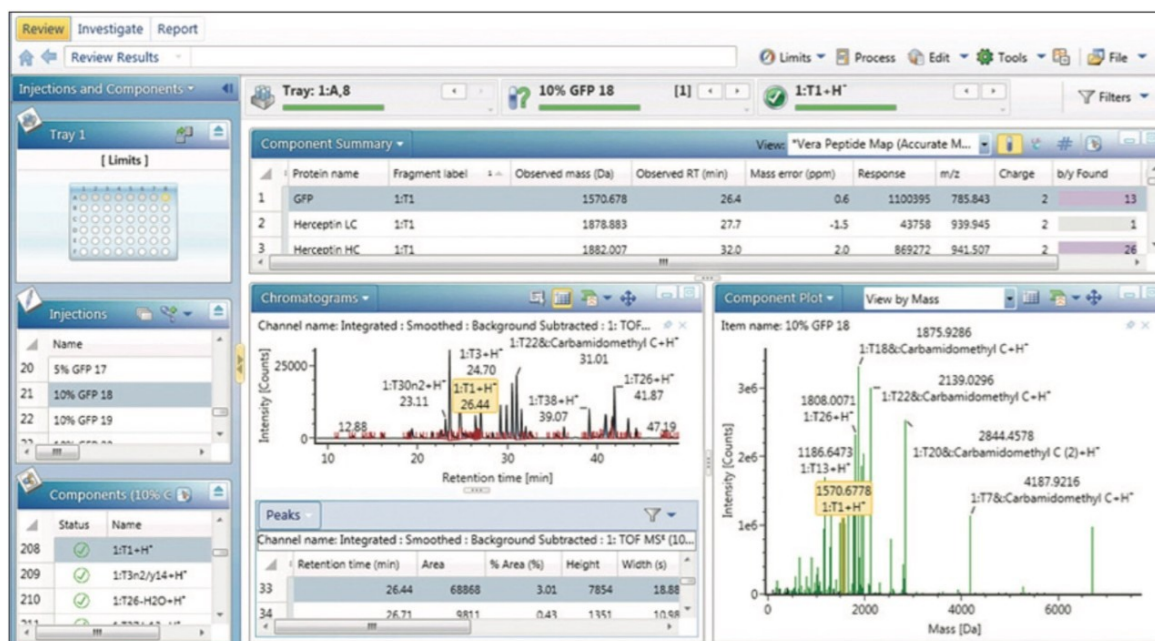 Review Investigate Report
Review Results
Limits Process Edit Tools File
Injections and Components
Tray: 1:A,8
10% GFP 18 [1]
1:T1+H⁺
Filters
Tray 1
[ Limits ]
1 2 3 4 5 6 7 8
Component Summary
View: *Vera Peptide Map (Accurate M...
Protein name Fragment label Observed mass (Da) Observed RT (min) Mass error (ppm) Response m/z Charge b/y Found
1 GFP 1:T1 1570.678 26.4 0.6 1100395 785.843 2 13
2 Herceptin LC 1:T1 1878.883 27.7 -1.5 43758 939.945 2 1
3 Herceptin HC 1:T1 1882.007 32.0 2.0 869272 941.507 2 26
Injections
Name
20 5% GFP 17
21 10% GFP 18
22 10% GFP 19
Components (10% G
Status Name
208 1:T1+H⁺
209 1:T3n2/y14+H⁺
210 1:T26-H2O+H⁺
Chromatograms
Channel name: Integrated : Smoothed : Background Subtracted : 1: TOF...
1:T22&c:Carbamidomethyl C+H⁺
31.01
1:T3+H⁺
24.70
1:T30n2+H⁺
23.11
1:T1+H⁺
26.44
1:T26+H⁺
41.87
1:T38+H⁺
39.07
12.88
47.19
25000
0
Intensity [Counts]
10 20 30 40
Retention time [min]
Peaks
Channel name: Integrated : Smoothed : Background Subtracted : 1: TOF MSᴱ (10...
Retention time (min) Area % Area (%) Height Width (s)
33 26.44 68868 3.01 7854 18.88
34 26.71 9811 0.43 1351 10.98
Component Plot
View by Mass
Item name: 10% GFP 18
1875.9286
1:T18&c:Carbamidomethyl C+H⁺
2139.0296
1:T22&c:Carbamidomethyl C+H⁺
1808.0071
1:T26+H⁺
2844.4578
1:T20&c:Carbamidomethyl C (2)+H⁺
1186.6473
1:T13+H⁺
4187.9216
1:T7&c:Carbamidomethyl C+H⁺
1570.6778
1:T1+H⁺
3e6
2e6
1e6
0
Intensity [Counts]
0 2000 4000 6000
Mass [Da]